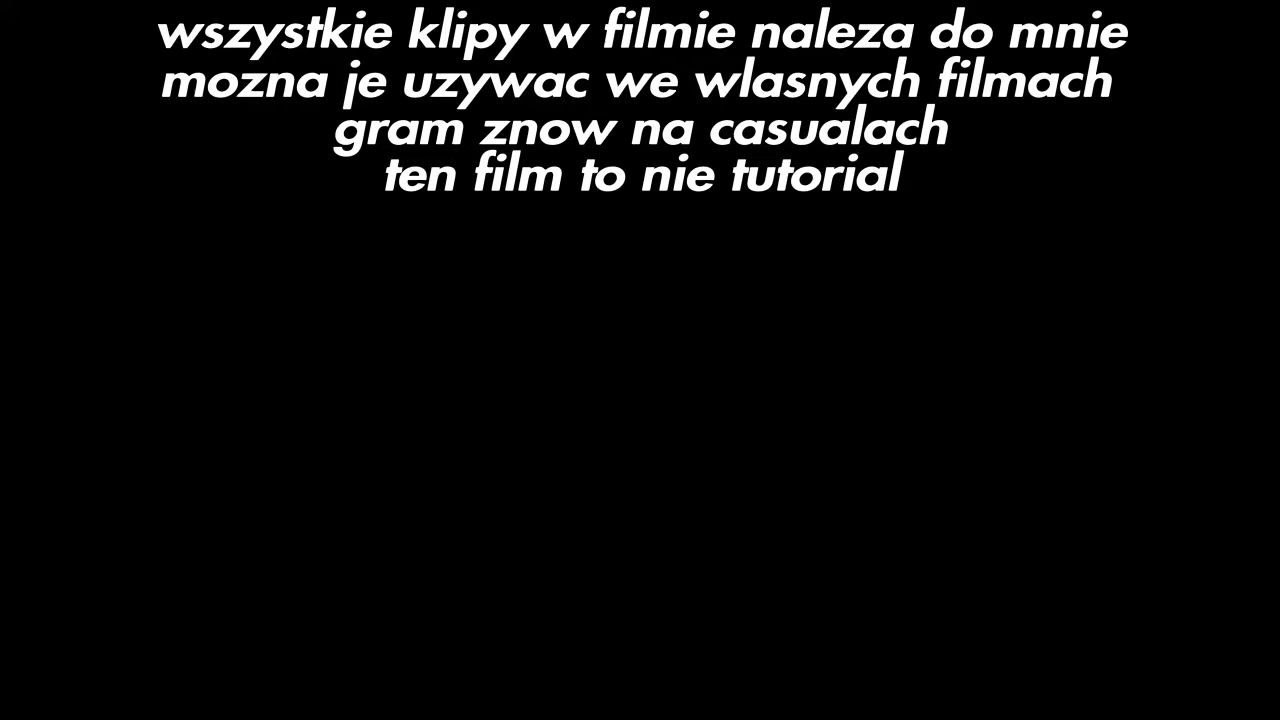 wszystkie klipy w filmie naleza do mnie
mozna je uzywac we wlasnych filmach
gram znow na casualach
ten film to nie tutorial